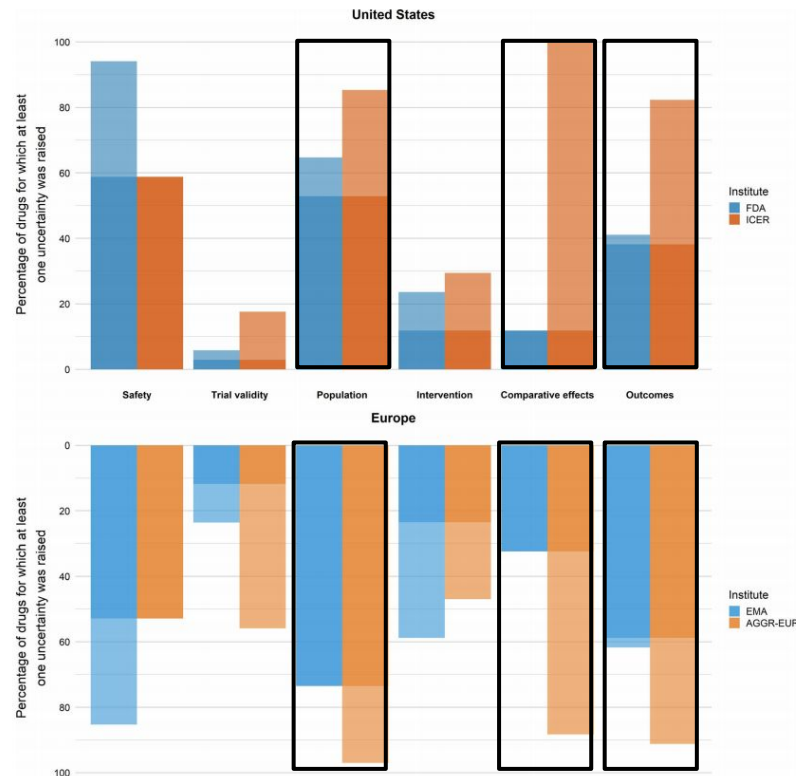 United States
Percentage of drugs for which at least
one uncertainty was raised
100
80
60
40
20
0
Safety
Trial validity
Population
Intervention
Comparative effects
Outcomes
Institute
FDA
ICER
Europe
Percentage of drugs for which at least
one uncertainty was raised
0
20
40
60
80
100
Institute
EMA
AGGR-EUR